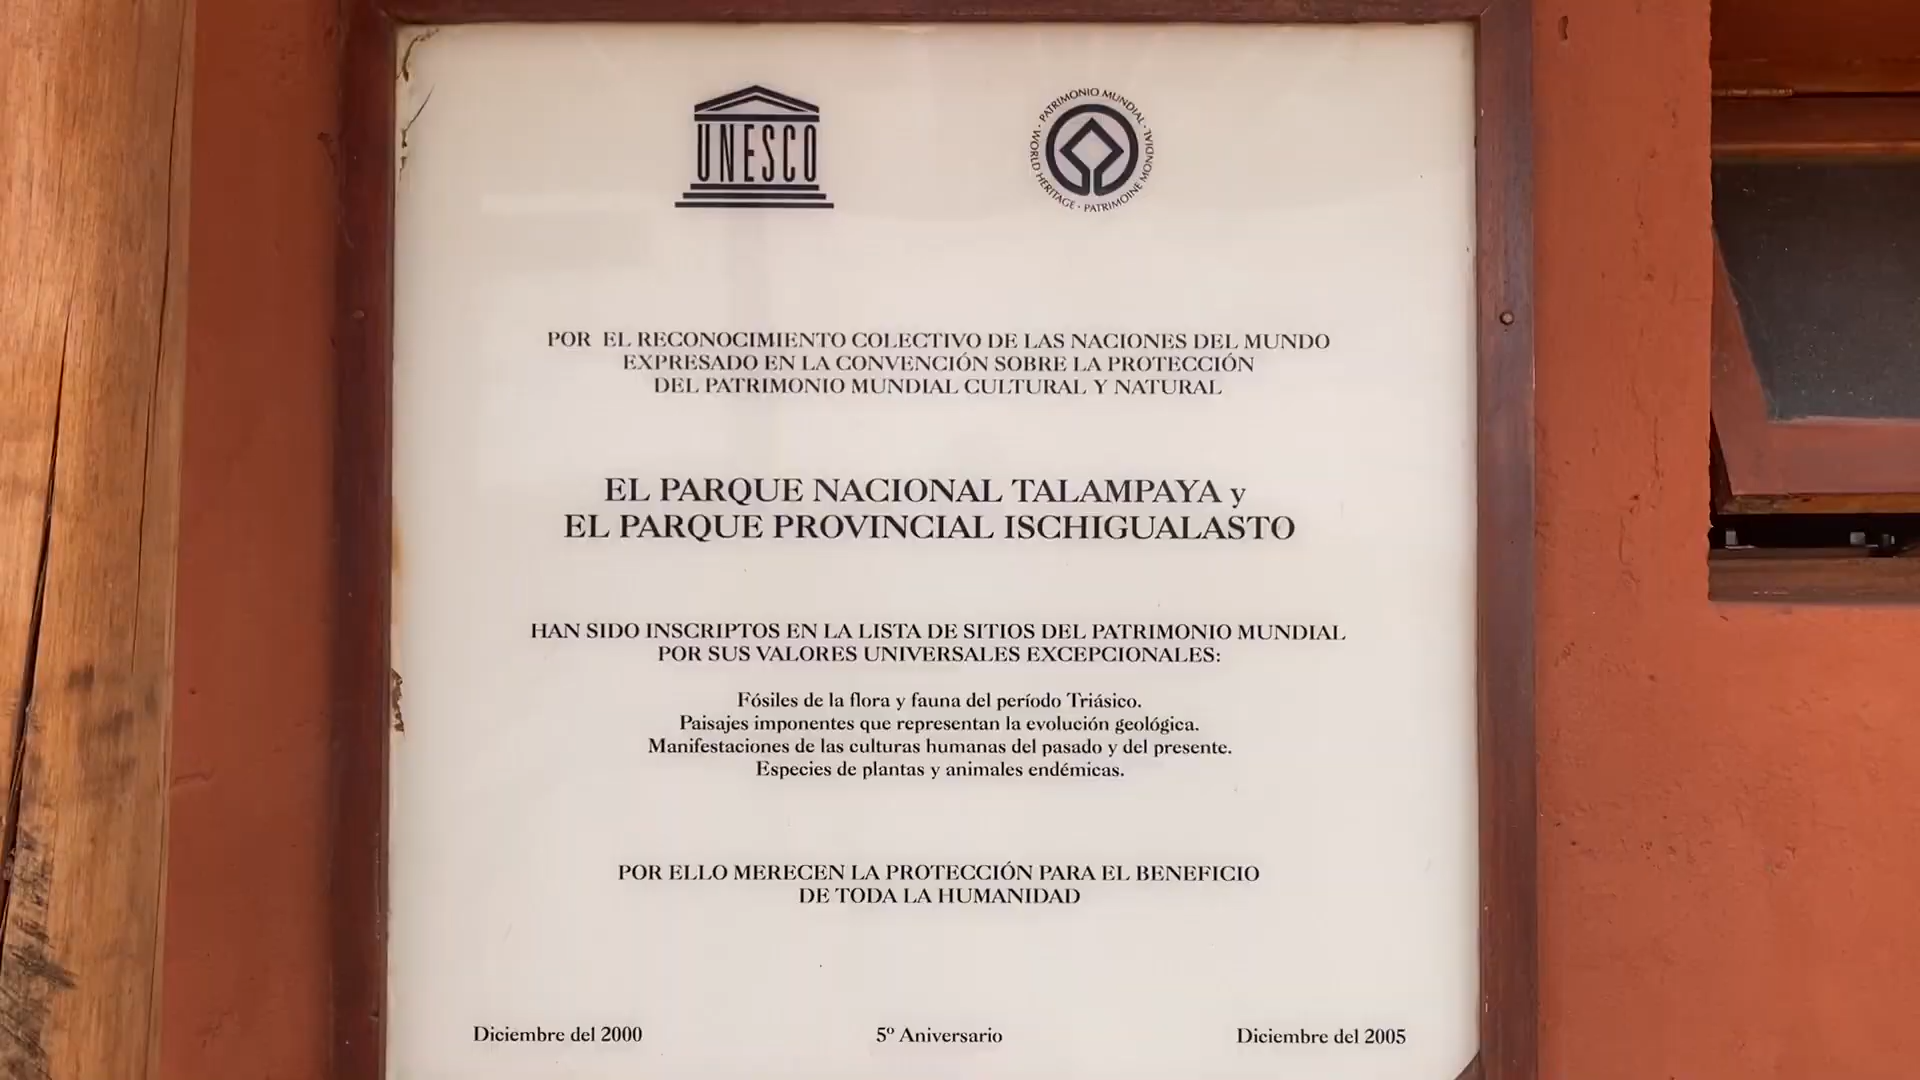 UNESCO
PATRIMONIO MUNDIAL · WORLD HERITAGE · PATRIMOINE MONDIAL ·
POR EL RECONOCIMIENTO COLECTIVO DE LAS NACIONES DEL MUNDO
EXPRESADO EN LA CONVENCIÓN SOBRE LA PROTECCIÓN
DEL PATRIMONIO MUNDIAL CULTURAL Y NATURAL
EL PARQUE NACIONAL TALAMPAYA y
EL PARQUE PROVINCIAL ISCHIGUALASTO
HAN SIDO INSCRIPTOS EN LA LISTA DE SITIOS DEL PATRIMONIO MUNDIAL
POR SUS VALORES UNIVERSALES EXCEPCIONALES:
Fósiles de la flora y fauna del período Triásico.
Paisajes imponentes que representan la evolución geológica.
Manifestaciones de las culturas humanas del pasado y del presente.
Especies de plantas y animales endémicas.
POR ELLO MERECEN LA PROTECCIÓN PARA EL BENEFICIO
DE TODA LA HUMANIDAD
Diciembre del 2000 5º Aniversario Diciembre del 2005